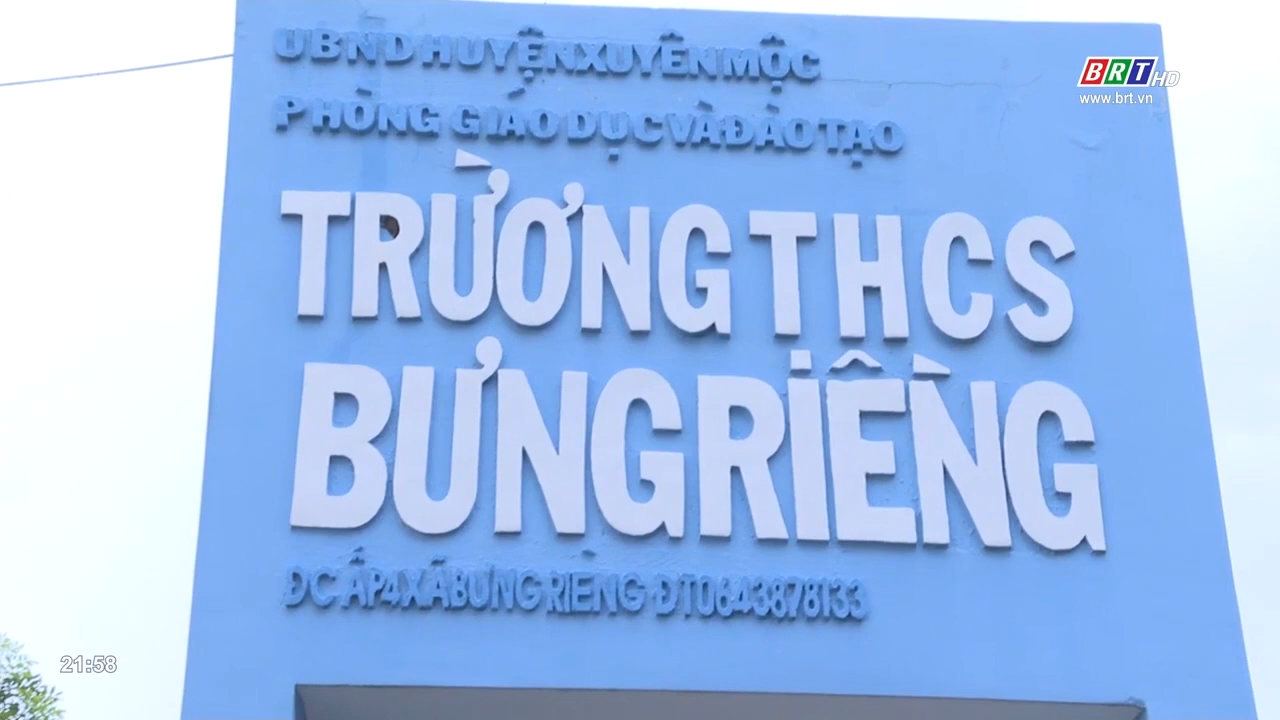 UBND HUYỆN XUYÊN MỘC
PHÒNG GIÁO DỤC VÀ ĐÀO TẠO
TRƯỜNG THCS
BƯNG RIỀNG
ĐC ẤP 4 XÃ BƯNG RIỀNG ĐT 0643878133
BRT HD
www.brt.vn
21:58